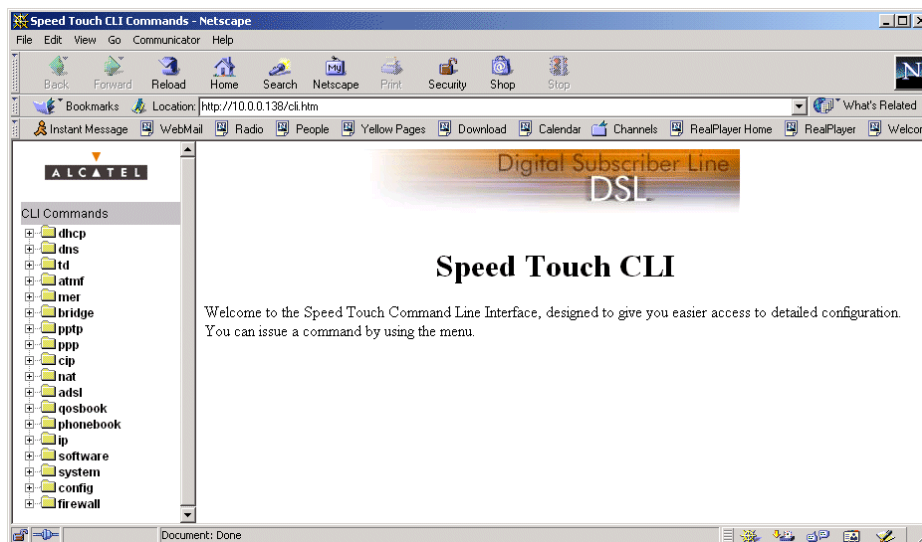 Speed Touch CLI Commands - Netscape
File Edit View Go Communicator Help
Back Forward Reload Home Search Netscape Print Security Shop Stop
My
N
Bookmarks Location: http://10.0.0.138/cli.htm What's Related
Instant Message WebMail Radio People Yellow Pages Download Calendar Channels RealPlayer Home RealPlayer
ALCATEL
CLI Commands
dhcp
dns
td
atmf
mer
bridge
pptp
ppp
cip
nat
adsl
qosbook
phonebook
ip
software
system
config
firewall
Digital Subscriber Line
DSL
Speed Touch CLI
Welcome to the Speed Touch Command Line Interface, designed to give you easier access to detailed configuration.
You can issue a command by using the menu.
Document: Done